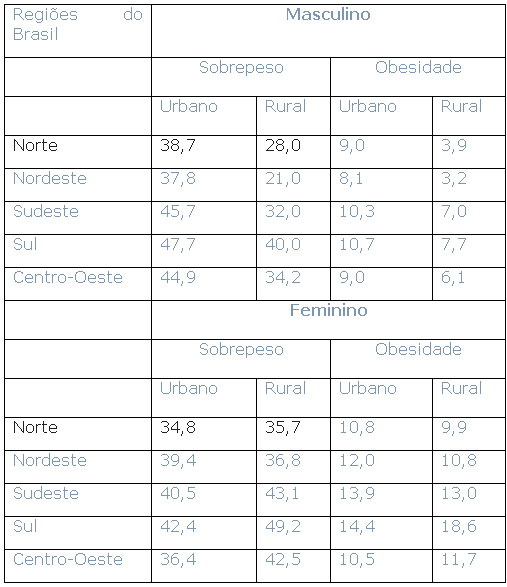 Regiões do Masculino
Brasil
Sobrepeso Obesidade
Urbano Rural Urbano Rural
Norte 38,7 28,0 9,0 3,9
Nordeste 37,8 21,0 8,1 3,2
Sudeste 45,7 32,0 10,3 7,0
Sul 47,7 40,0 10,7 7,7
Centro-Oeste 44,9 34,2 9,0 6,1
Feminino
Sobrepeso Obesidade
Urbano Rural Urbano Rural
Norte 34,8 35,7 10,8 9,9
Nordeste 39,4 36,8 12,0 10,8
Sudeste 40,5 43,1 13,9 13,0
Sul 42,4 49,2 14,4 18,6
Centro-Oeste 36,4 42,5 10,5 11,7